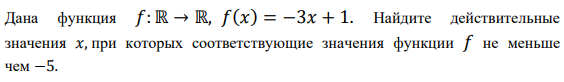 Дана функция f: ℝ → ℝ, f(x) = −3x + 1. Найдите действительные
значения x, при которых соответствующие значения функции f не меньше
чем −5.